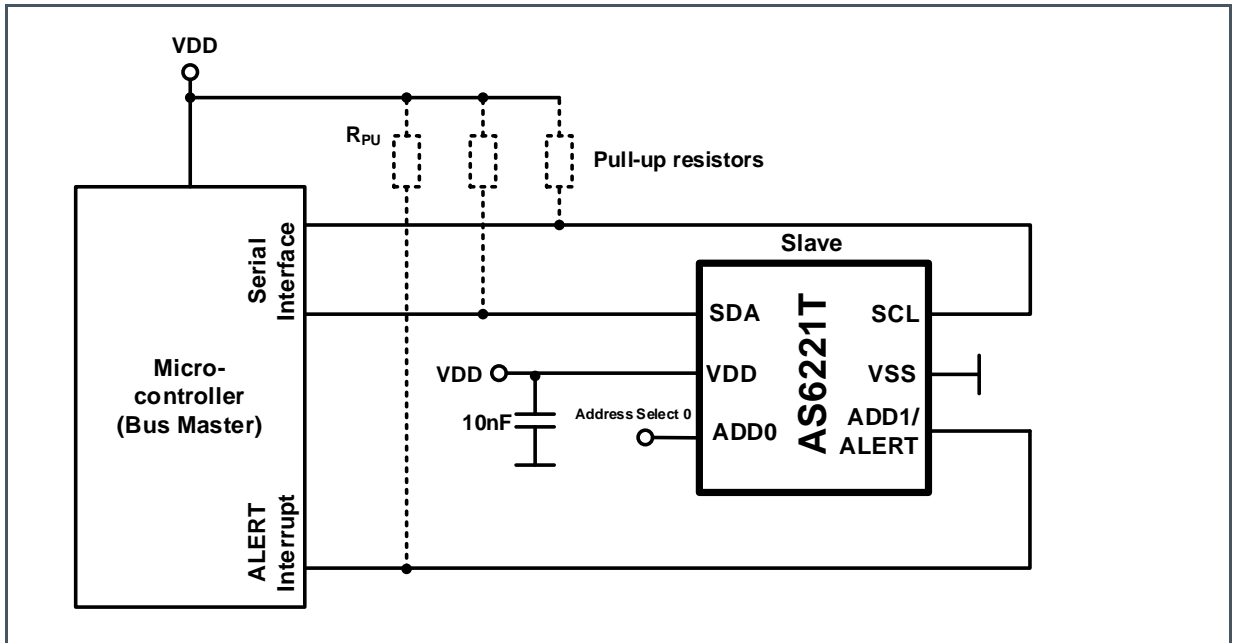 VDD
R_PU
Pull-up resistors
Serial
Interface
Slave
SDA
SCL
AS6221T
Micro-
controller
(Bus Master)
VDD
VDD
VSS
10nF
Address Select 0
ADD0
ADD1/
ALERT
ALERT
Interrupt